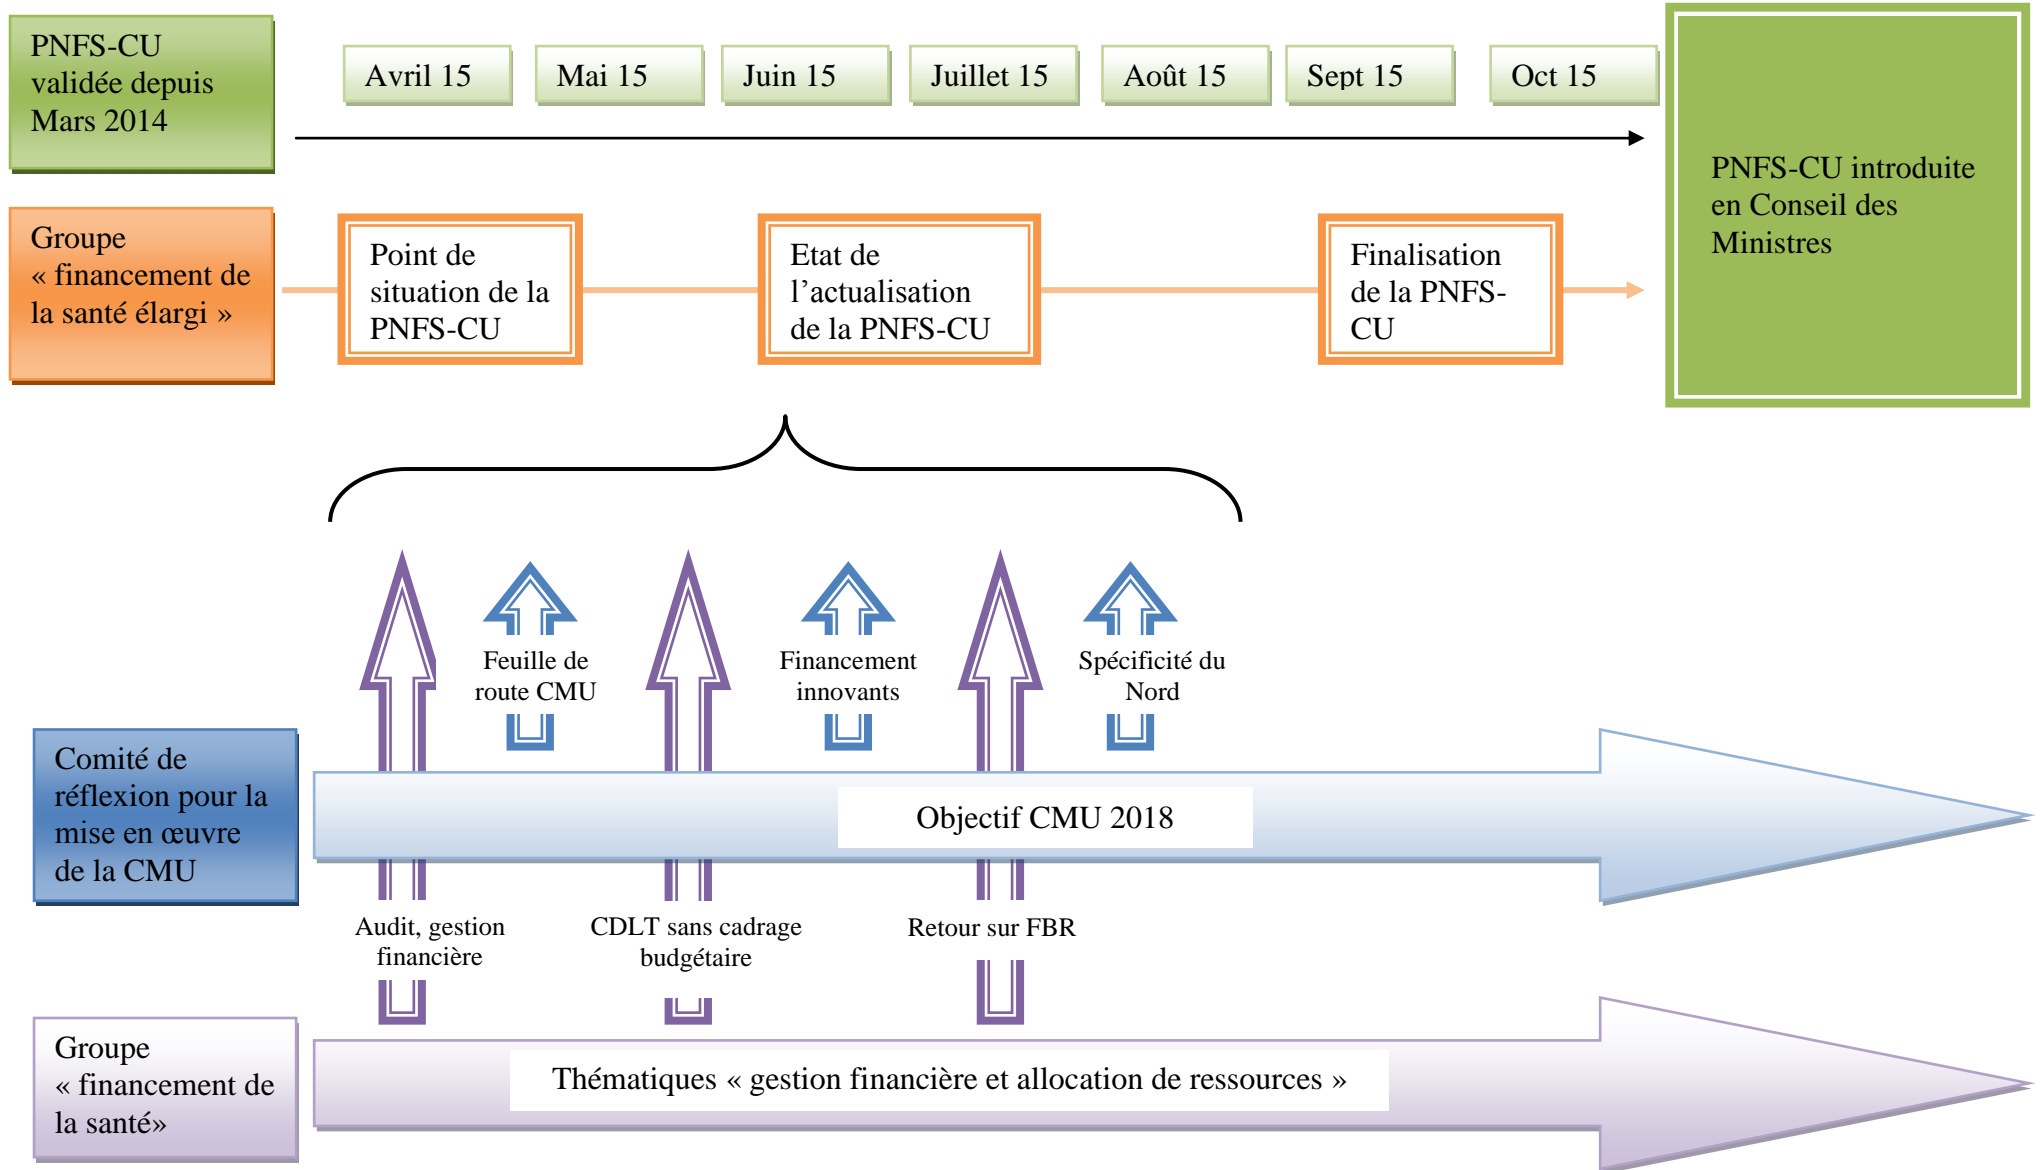 PNFS-CU
validée depuis
Mars 2014
Avril 15
Mai 15
Juin 15
Juillet 15
Août 15
Sept 15
Oct 15
PNFS-CU introduite
en Conseil des
Ministres
Groupe
« financement de
la santé élargi »
Point de
situation de la
PNFS-CU
Etat de
l’actualisation
de la PNFS-CU
Finalisation
de la PNFS-
CU
Feuille de
route CMU
Financement
innovants
Spécificité du
Nord
Comité de
réflexion pour la
mise en œuvre
de la CMU
Objectif CMU 2018
Audit, gestion
financière
CDLT sans cadrage
budgétaire
Retour sur FBR
Groupe
« financement de
la santé»
Thématiques « gestion financière et allocation de ressources »